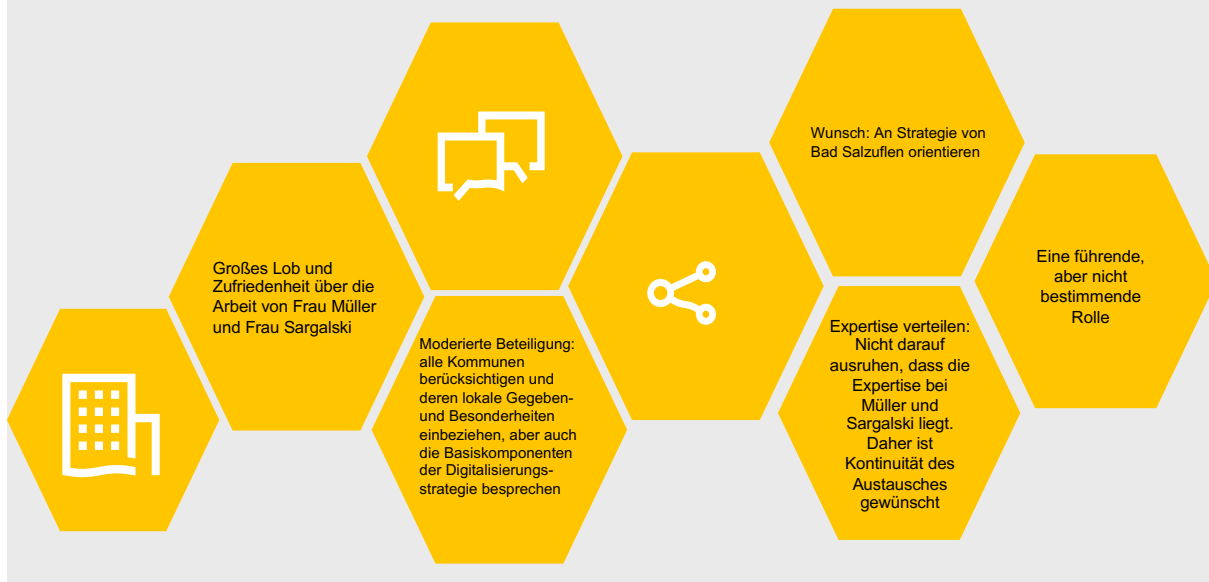 Großes Lob und
Zufriedenheit über die
Arbeit von Frau Müller
und Frau Sargalski
Moderierte Beteiligung:
alle Kommunen
berücksichtigen und
deren lokale Gegeben-
und Besonderheiten
einbeziehen, aber auch
die Basiskomponenten
der Digitalisierungs-
strategie besprechen
Wunsch: An Strategie von
Bad Salzuflen orientieren
Expertise verteilen:
Nicht darauf
ausruhen, dass die
Expertise bei
Müller und
Sargalski liegt.
Daher ist
Kontinuität des
Austausches
gewünscht
Eine führende,
aber nicht
bestimmende
Rolle